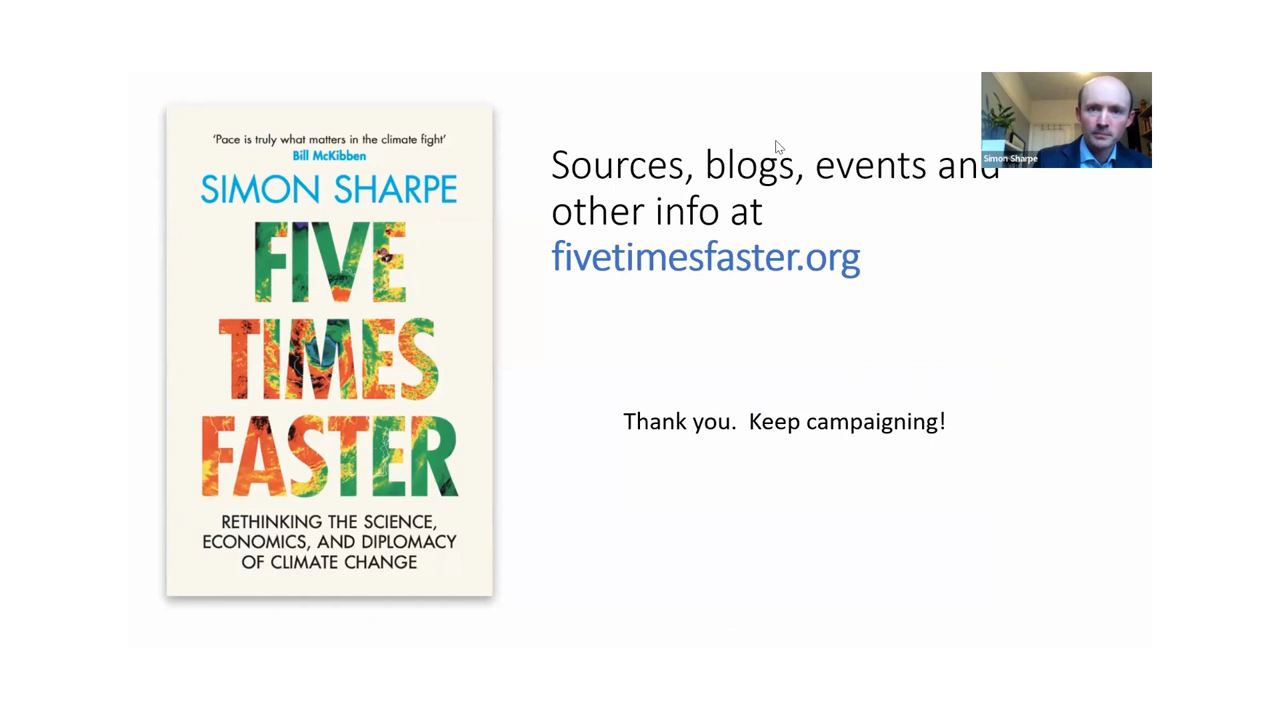 'Pace is truly what matters in the climate fight'
Bill McKibben
SIMON SHARPE
FIVE
TIMES
FASTER
RETHINKING THE SCIENCE,
ECONOMICS, AND DIPLOMACY
OF CLIMATE CHANGE
Sources, blogs, events and
other info at
fivetimesfaster.org
Thank you.  Keep campaigning!
Simon Sharpe